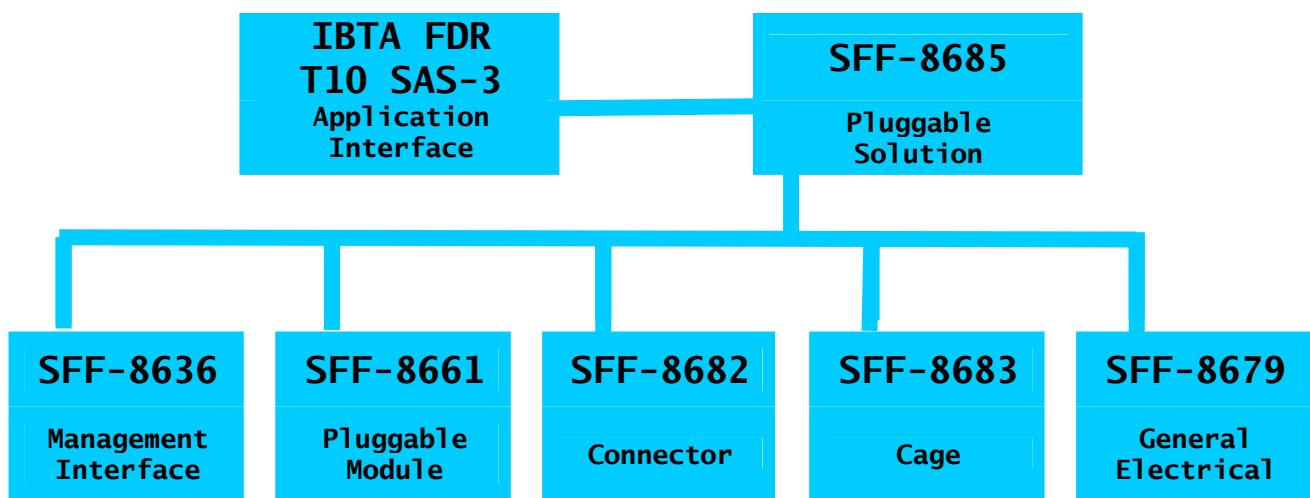 IBTA FDR
T10 SAS-3
Application
Interface
SFF-8685
Pluggable
Solution
SFF-8636
Management
Interface
SFF-8661
Pluggable
Module
SFF-8682
Connector
SFF-8683
Cage
SFF-8679
General
Electrical